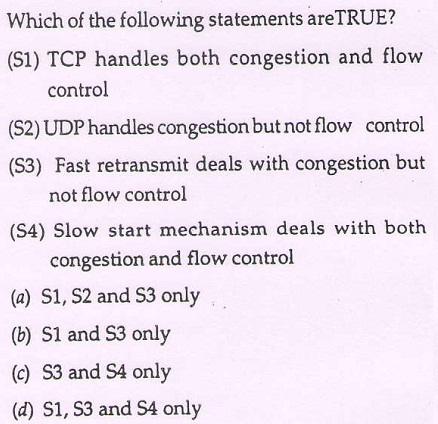 Which of the following statements areTRUE?
(S1) TCP handles both congestion and flow
control
(S2) UDP handles congestion but not flow control
(S3) Fast retransmit deals with congestion but
not flow control
(S4) Slow start mechanism deals with both
congestion and flow control
(a) S1, S2 and S3 only
(b) S1 and S3 only
(c) S3 and S4 only
(d) S1, S3 and S4 only